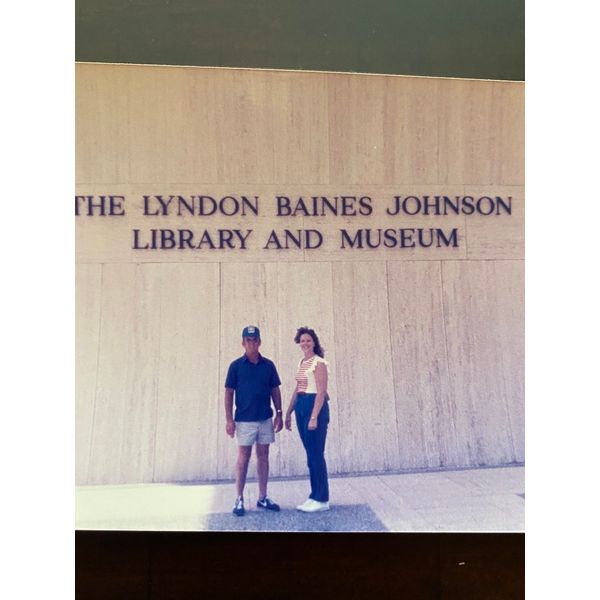 THE LYNDON BAINES JOHNSON
LIBRARY AND MUSEUM